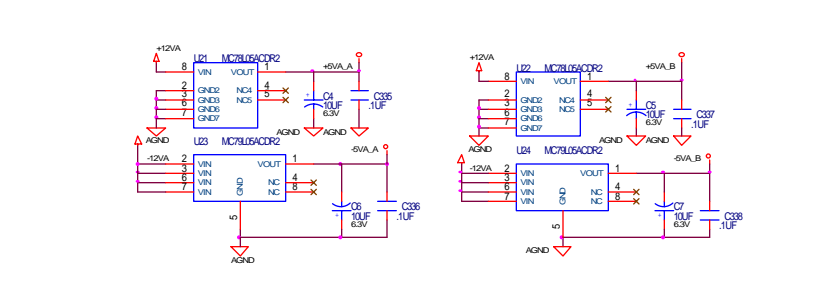 U21 MC78L05ACDR2
+12VA
8 VIN VOUT 1 +5VA_A
2 GND2
3 GND3
6 GND6
7 GND7
NC4 4
NC5 5
C4
10UF
6.3V
C335
.1UF
AGND
AGND AGND
U22 MC78L05ACDR2
+12VA
8 VIN VOUT 1 +5VA_B
2 GND2
3 GND3
6 GND6
7 GND7
NC4 4
NC5 5
C5
10UF
6.3V
C337
.1UF
AGND
AGND AGND
U23 MC79L05ACDR2
-12VA
2 VIN VOUT 1 -5VA_A
3 VIN
6 VIN
7 VIN
GND
5
NC 4
NC 8
C6
10UF
6.3V
C336
.1UF
AGND
U24 MC79L05ACDR2
-12VA
2 VIN VOUT 1 -5VA_B
3 VIN
6 VIN
7 VIN
GND
5
NC 4
NC 8
C7
10UF
6.3V
C338
.1UF
AGND